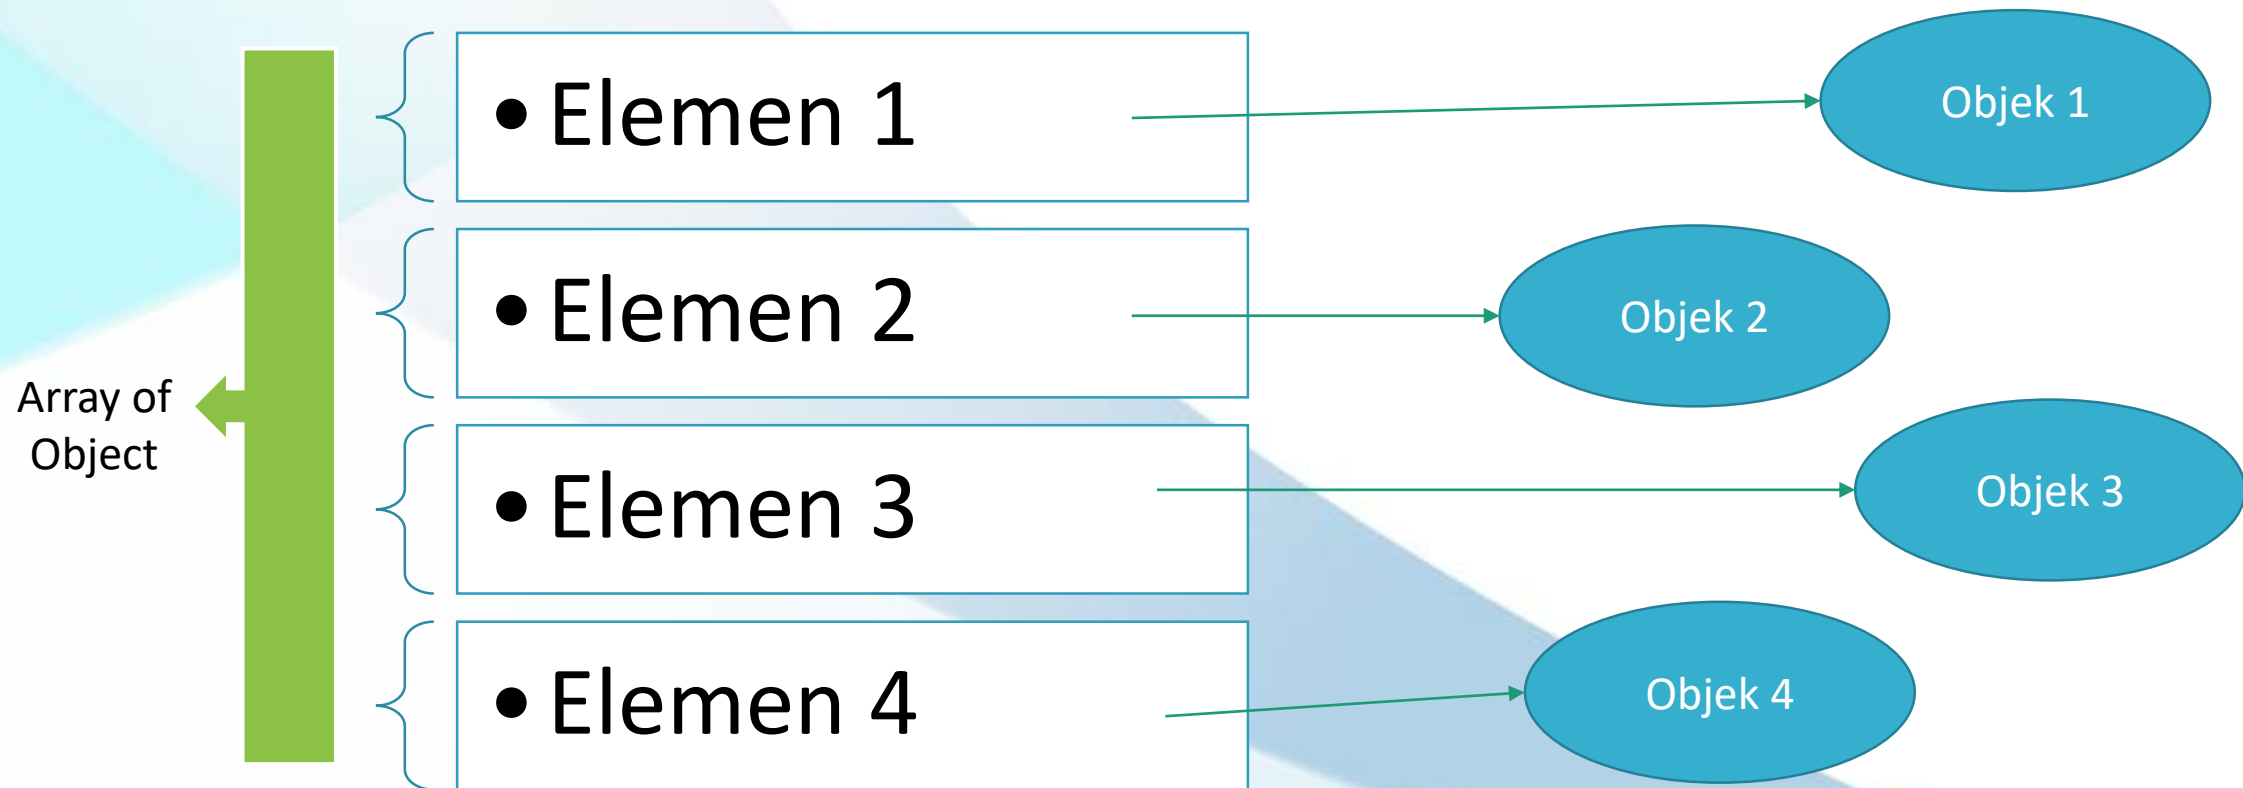 Array of
Object
• Elemen 1
• Elemen 2
• Elemen 3
• Elemen 4
Objek 1
Objek 2
Objek 3
Objek 4